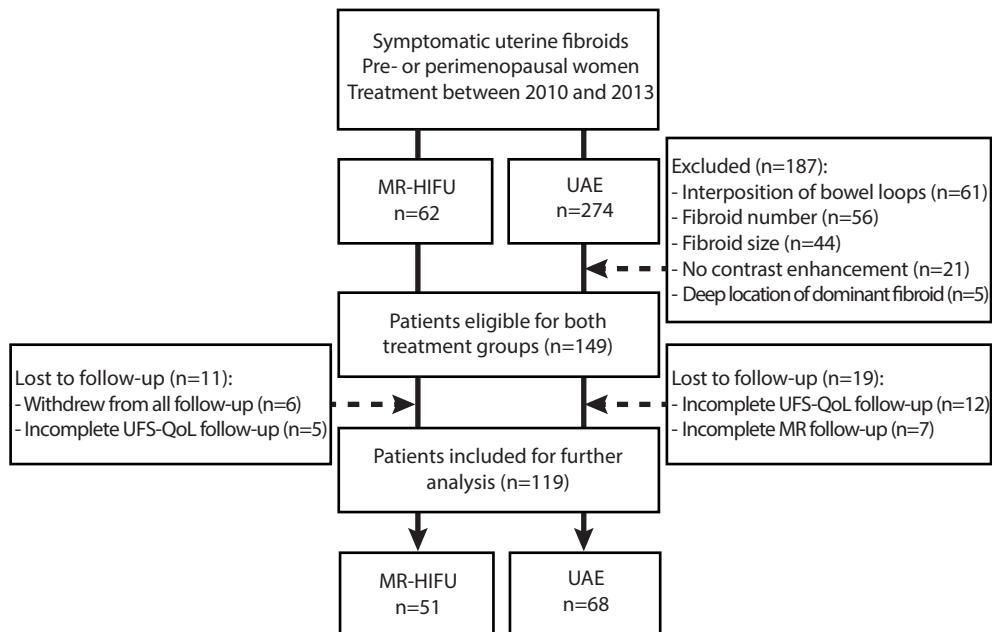 Symptomatic uterine fibroids
Pre- or perimenopausal women
Treatment between 2010 and 2013
MR-HIFU
n=62
UAE
n=274
Excluded (n=187):
- Interposition of bowel loops (n=61)
- Fibroid number (n=56)
- Fibroid size (n=44)
- No contrast enhancement (n=21)
- Deep location of dominant fibroid (n=5)
Patients eligible for both
treatment groups (n=149)
Lost to follow-up (n=11):
- Withdrew from all follow-up (n=6)
- Incomplete UFS-QoL follow-up (n=5)
Lost to follow-up (n=19):
- Incomplete UFS-QoL follow-up (n=12)
- Incomplete MR follow-up (n=7)
Patients included for further
analysis (n=119)
MR-HIFU
n=51
UAE
n=68